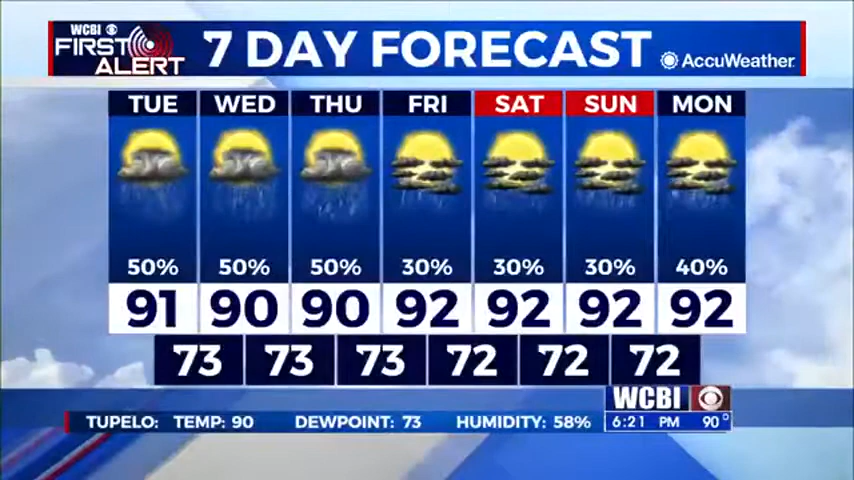 WCBI
FIRST
ALERT
7 DAY FORECAST
AccuWeather
TUE WED THU FRI SAT SUN MON
50% 50% 50% 30% 30% 30% 40%
91 90 90 92 92 92 92
73 73 73 72 72 72
WCBI
TUPELO: TEMP: 90 DEWPOINT: 73 HUMIDITY: 58%
6:21 PM 90°